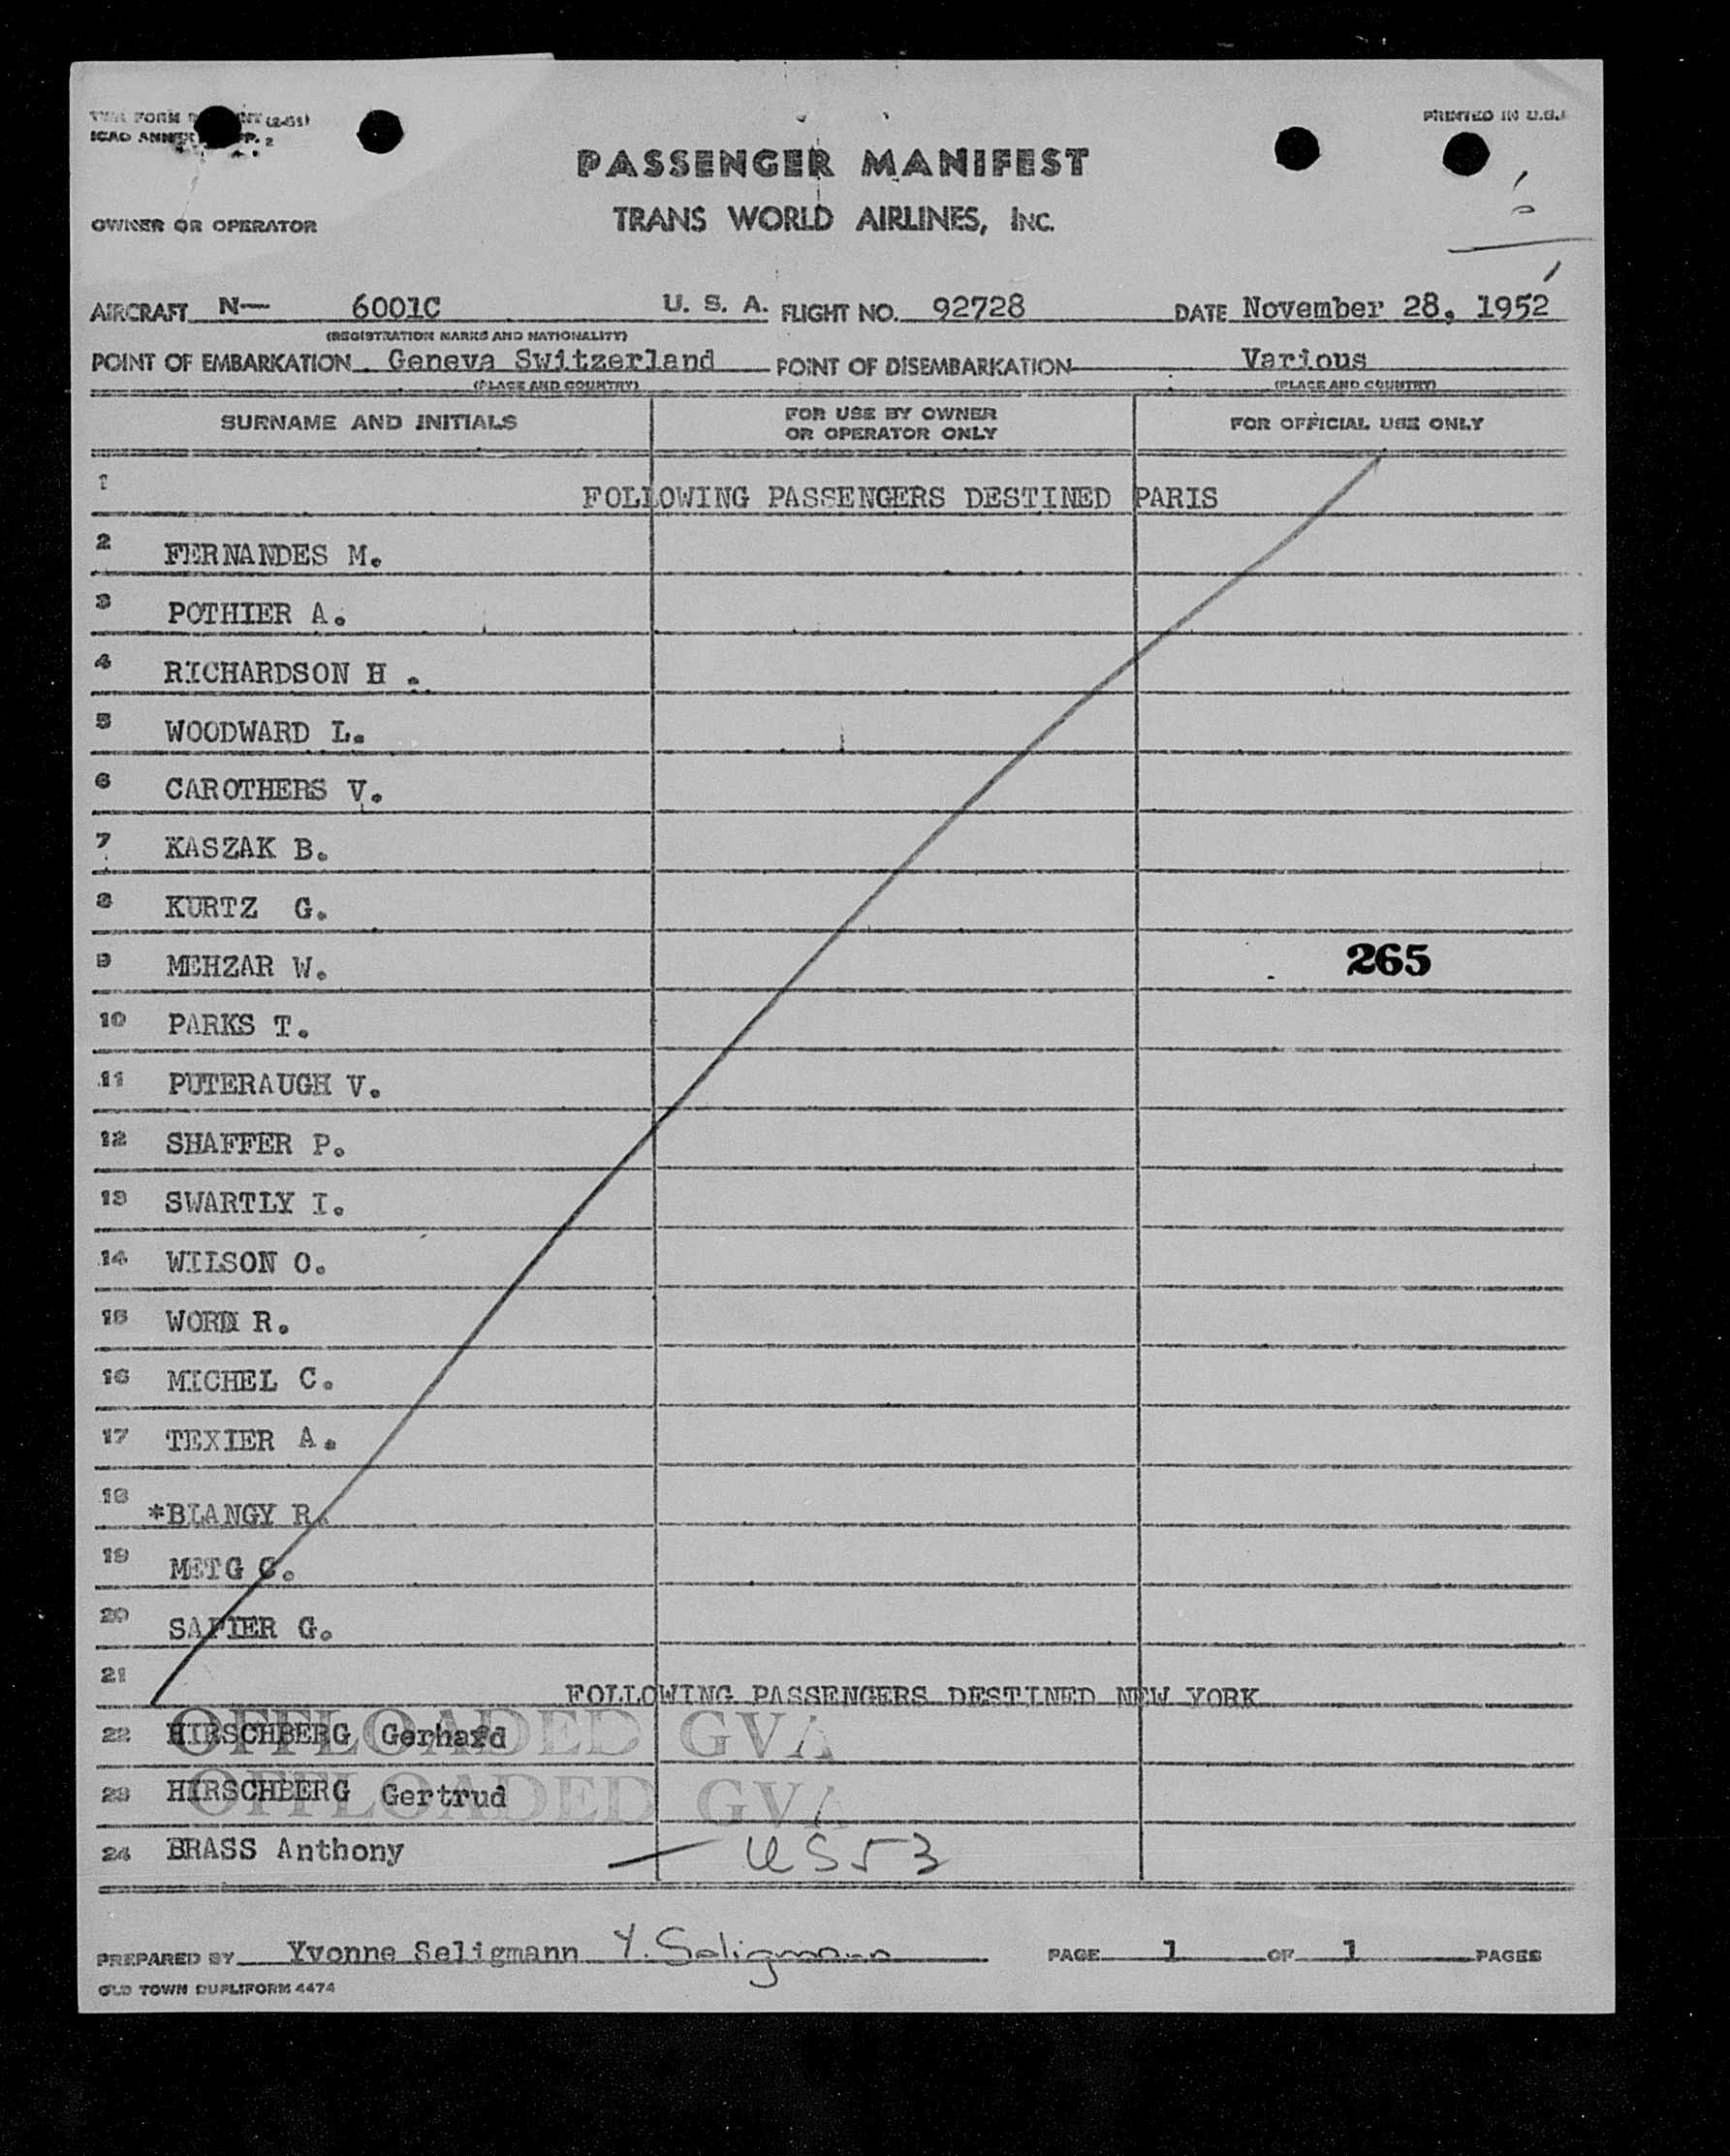 TWA FORM
(2-51)
ICAO ANNEX
PRINTED IN U.S.A
PASSENGER MANIFEST
OWNER OR OPERATOR
TRANS WORLD AIRLINES, INC.
AIRCRAFT N— 6001C U. S. A. FLIGHT NO. 92728 DATE November 28, 1952
(REGISTRATION MARKS AND NATIONALITY)
POINT OF EMBARKATION Geneva Switzerland POINT OF DISEMBARKATION Various
(PLACE AND COUNTRY) (PLACE AND COUNTRY)
SURNAME AND INITIALS FOR USE BY OWNER OR OPERATOR ONLY FOR OFFICIAL USE ONLY
1 FOLLOWING PASSENGERS DESTINED PARIS
2 FERNANDES M.
3 POTHIER A.
4 RICHARDSON H .
5 WOODWARD L.
6 CAROTHERS V.
7 KASZAK B.
8 KURTZ G.
9 MEHZAR W. 265
10 PARKS T.
11 PUTERAUGH V.
12 SHAFFER P.
13 SWARTLY I.
14 WILSON O.
15 R.
16 MICHEL C.
17 TEXIER A.
18 *BLANGY R.
19 METG
20 SAPIER G.
21 FOLLOWING PASSENGERS DESTINED NEW YORK
22 HIRSCHBERG Gerhard OFFLOADED GVA
23 HIRSCHBERG Gertrud OFFLOADED GVA
24 BRASS Anthony — US53
PREPARED BY Yvonne Seligmann Y. Seligmann PAGE 1 OF 1 PAGES
OLD TOWN DUPLIFORM 4474